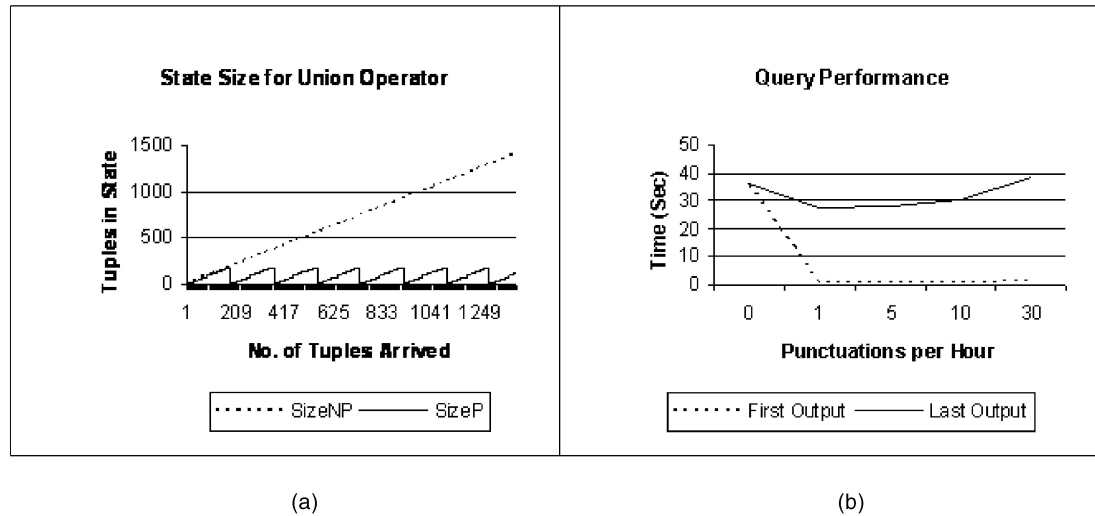 State Size for Union Operator
Tuples in State
1500
1000
500
0
1 209 417 625 833 1041 1249
No. of Tuples Arrived
SizeNP SizeP
(a)
Query Performance
Time (Sec)
50
40
30
20
10
0
0 1 5 10 30
Punctuations per Hour
First Output Last Output
(b)